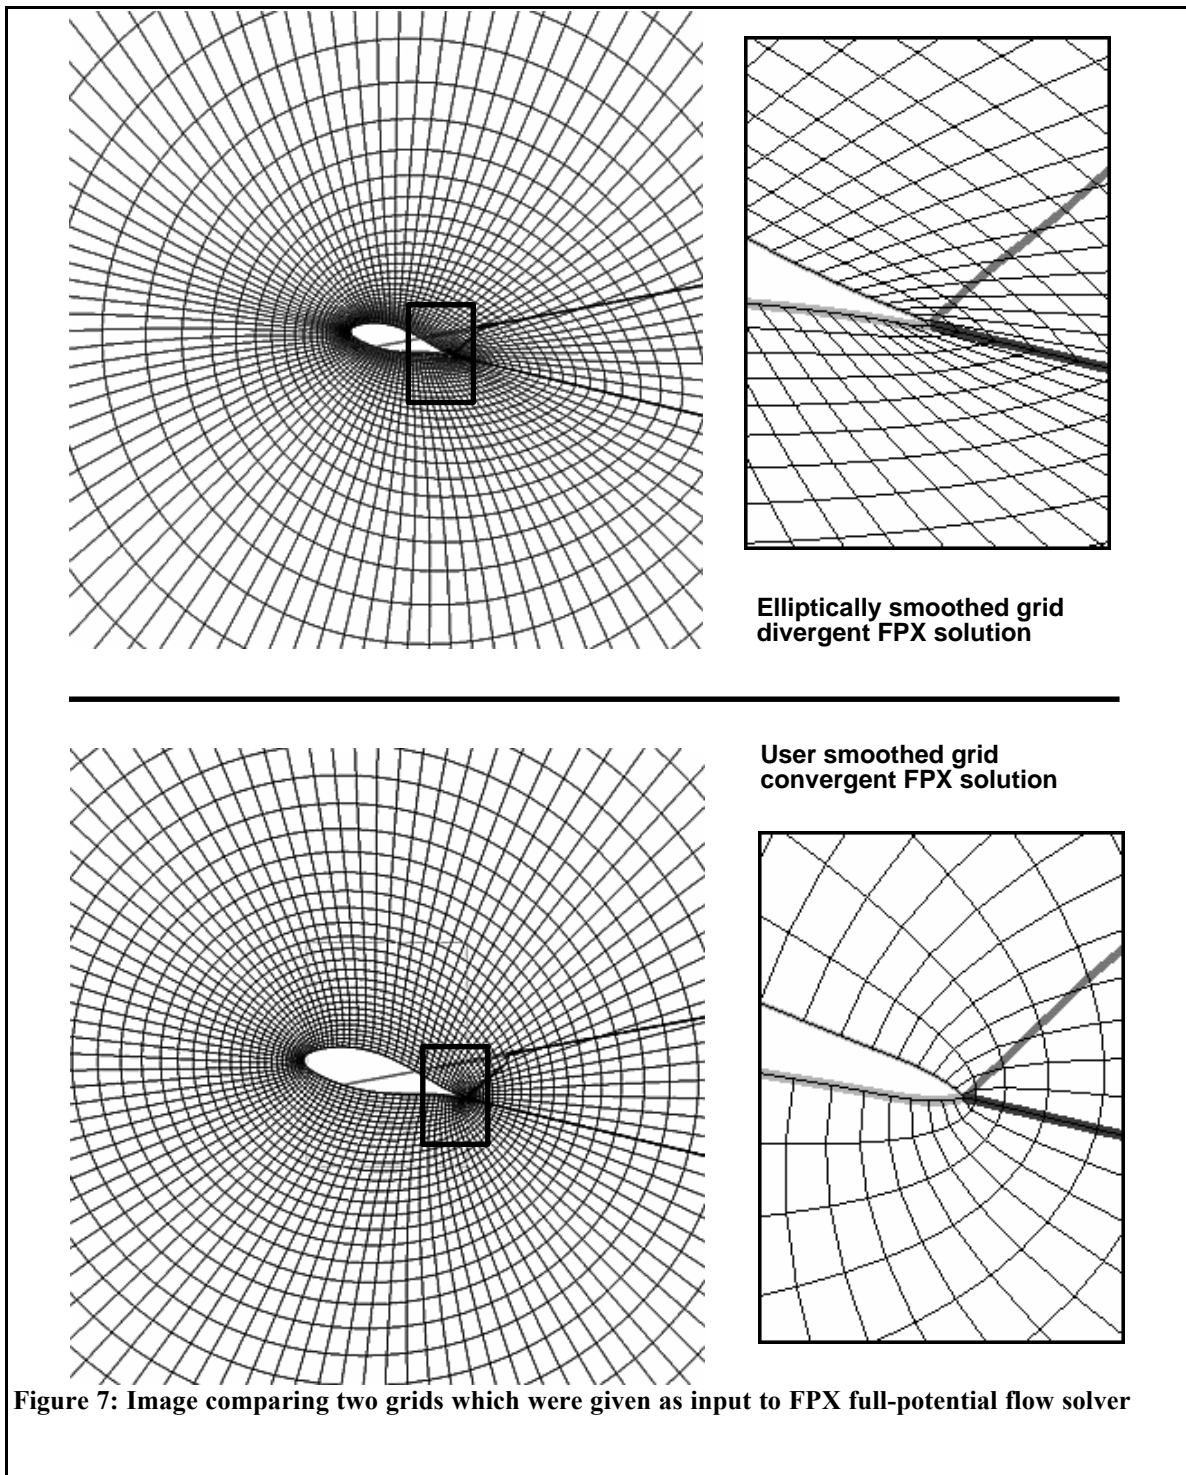 Elliptically smoothed grid
divergent FPX solution
User smoothed grid
convergent FPX solution
Figure 7: Image comparing two grids which were given as input to FPX full-potential flow solver